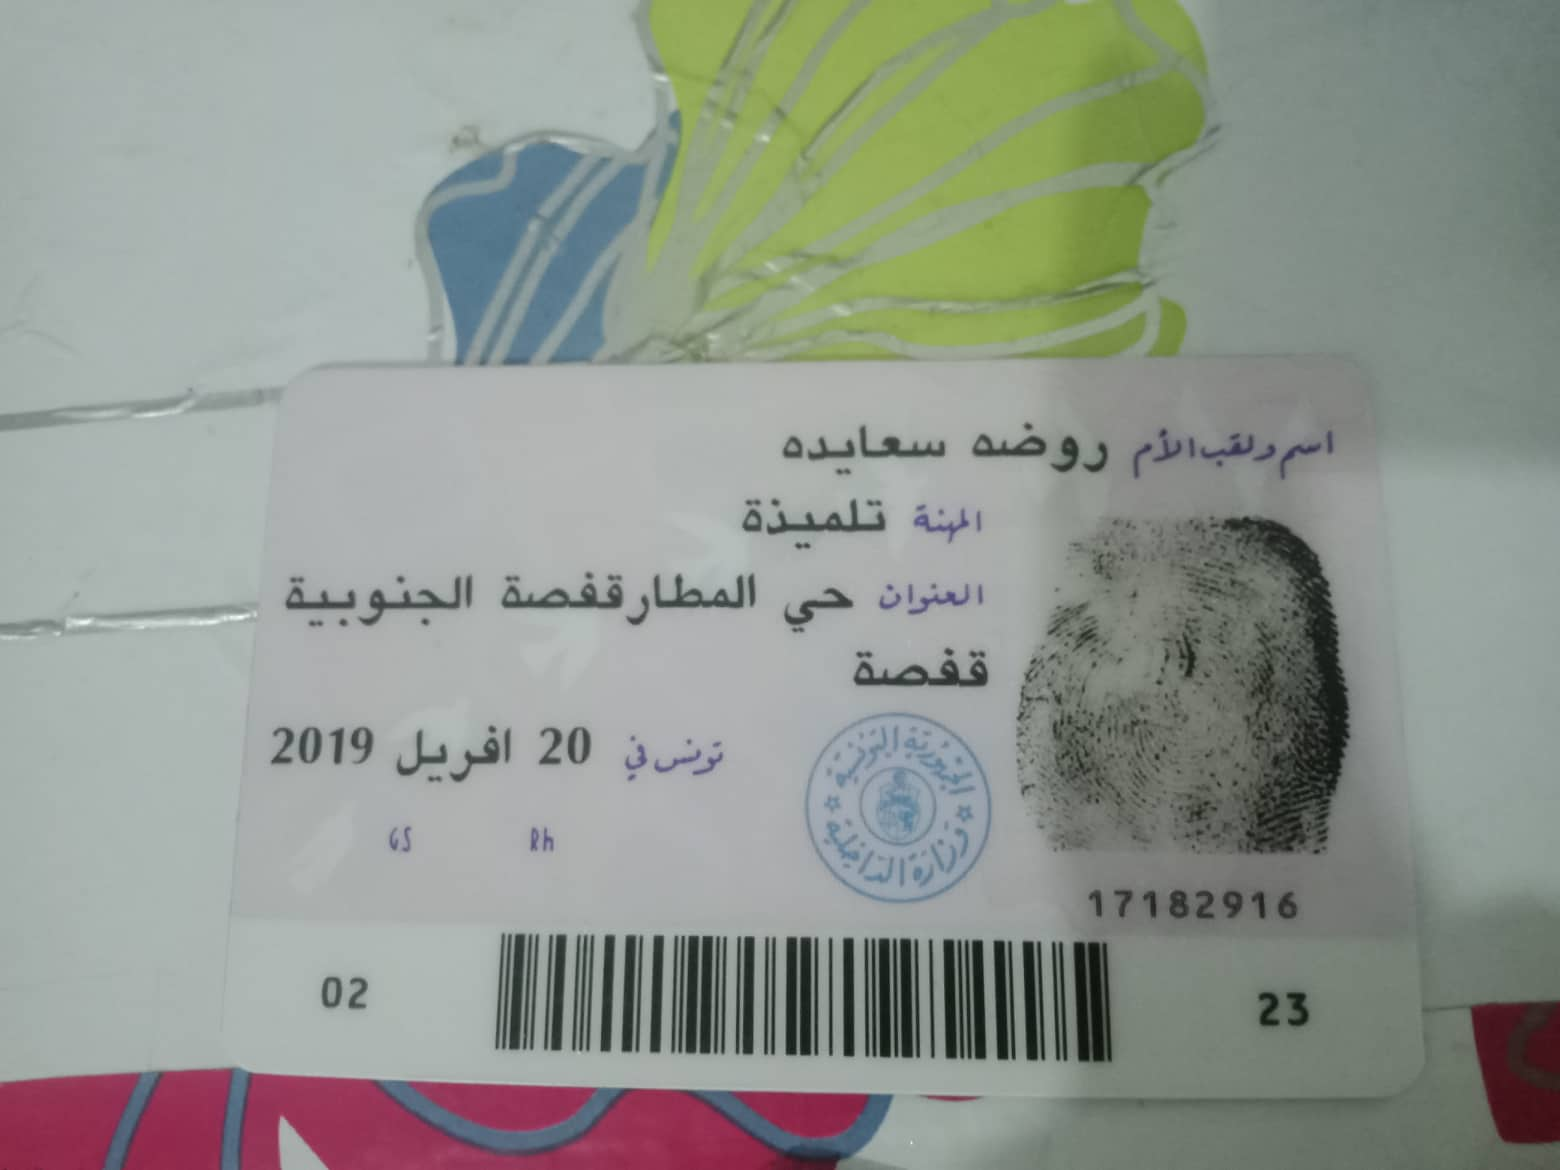 اسم ولقب الأم روضه سعايده
المهنة تلميذة
العنوان حي المطارقفصة الجنوبية
قفصة
تونس في 20 افريل 2019
الجمهورية التونسية
وزارة الداخلية
GS Rh
17182916
02 23